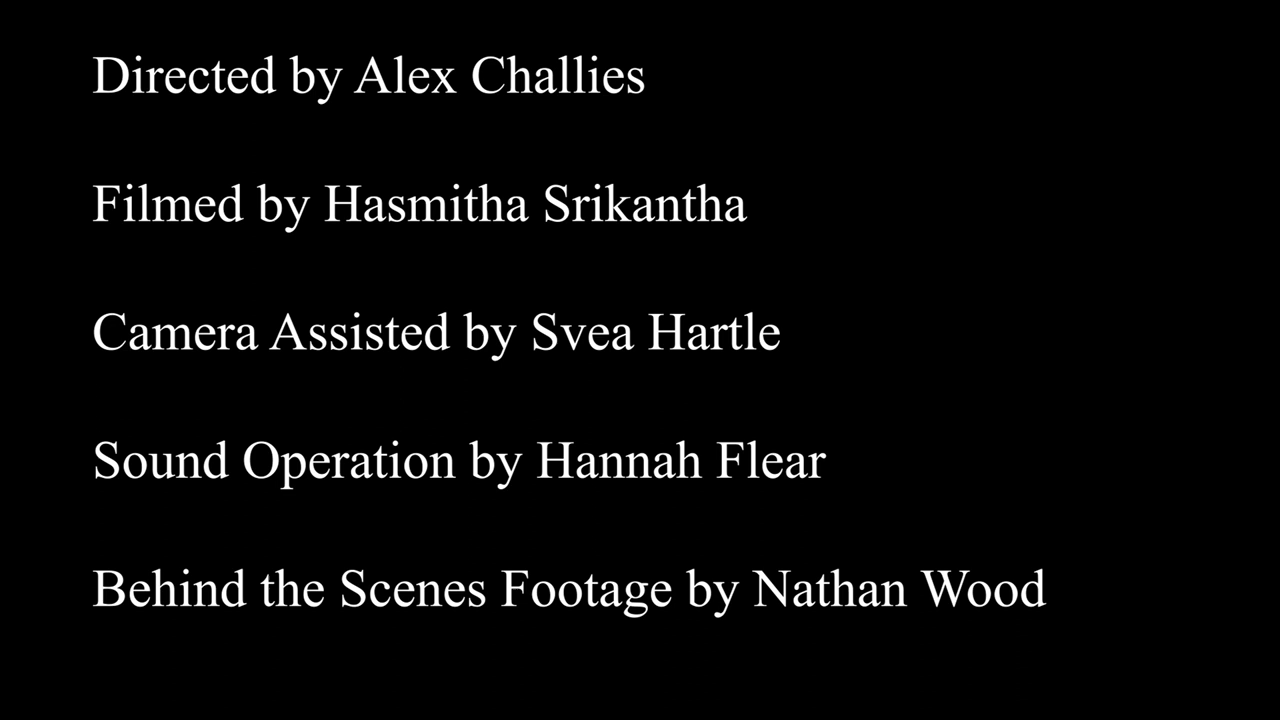 Directed by Alex Challies
Filmed by Hasmitha Srikantha
Camera Assisted by Svea Hartle
Sound Operation by Hannah Flear
Behind the Scenes Footage by Nathan Wood